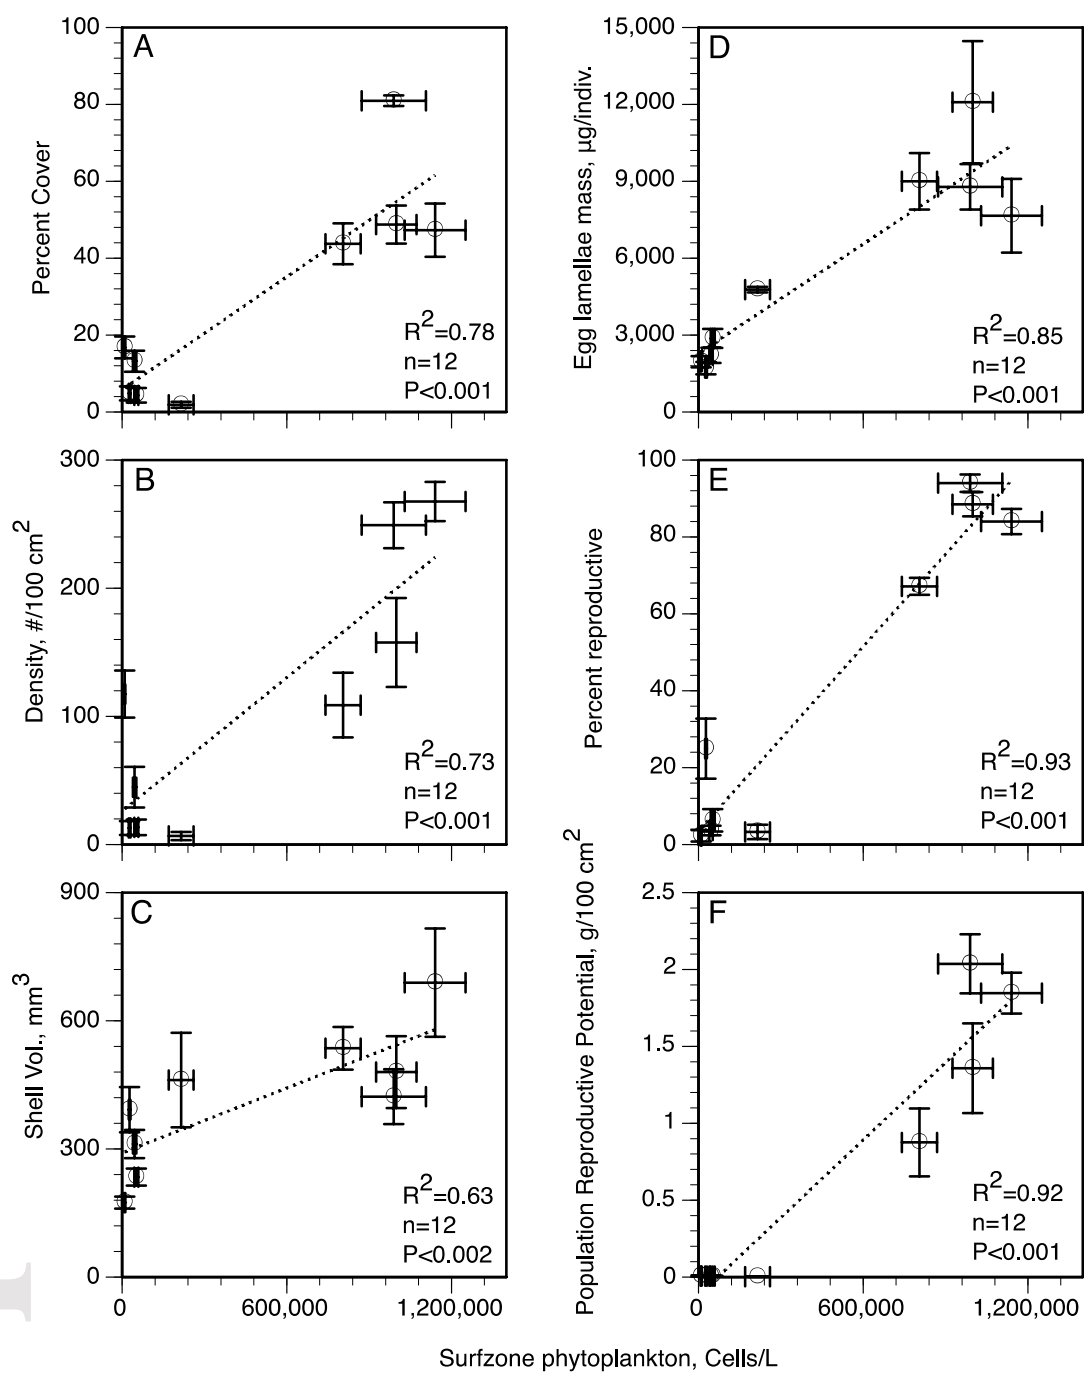 A
100
80
60
40
20
0
Percent Cover
R2=0.78
n=12
P<0.001
B
300
200
100
0
Density, #/100 cm2
R2=0.73
n=12
P<0.001
C
900
600
300
0
Shell Vol., mm3
R2=0.63
n=12
P<0.002
0
600,000
1,200,000
D
15,000
12,000
9,000
6,000
3,000
0
Egg lamellae mass, µg/indiv.
R2=0.85
n=12
P<0.001
E
100
80
60
40
20
0
Percent reproductive
R2=0.93
n=12
P<0.001
F
2.5
2
1.5
1
0.5
0
Population Reproductive Potential, g/100 cm2
R2=0.92
n=12
P<0.001
0
600,000
1,200,000
Surfzone phytoplankton, Cells/L